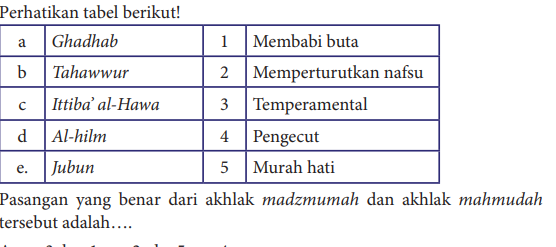 Perhatikan tabel berikut!
a Ghadhab 1 Membabi buta
b Tahawwur 2 Memperturutkan nafsu
c Ittiba’ al-Hawa 3 Temperamental
d Al-hilm 4 Pengecut
e. Jubun 5 Murah hati
Pasangan yang benar dari akhlak madzmumah dan akhlak mahmudah
tersebut adalah….